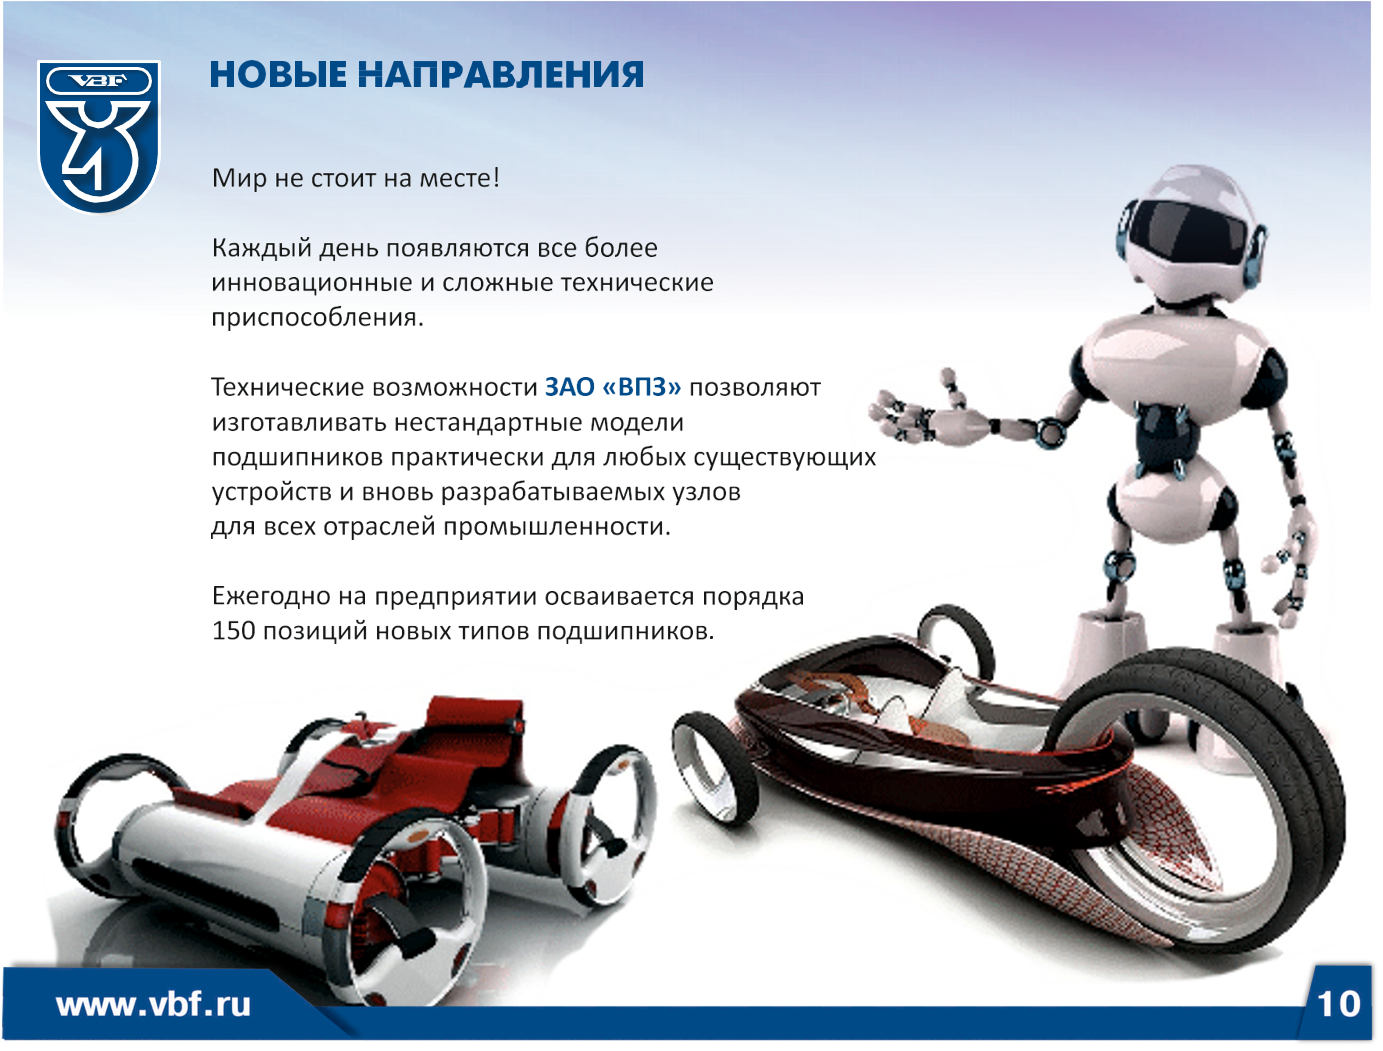 VBF
НОВЫЕ НАПРАВЛЕНИЯ
Мир не стоит на месте!
Каждый день появляются все более
инновационные и сложные технические
приспособления.
Технические возможности ЗАО «ВПЗ» позволяют
изготавливать нестандартные модели
подшипников практически для любых существующих
устройств и вновь разрабатываемых узлов
для всех отраслей промышленности.
Ежегодно на предприятии осваивается порядка
150 позиций новых типов подшипников.
www.vbf.ru
10